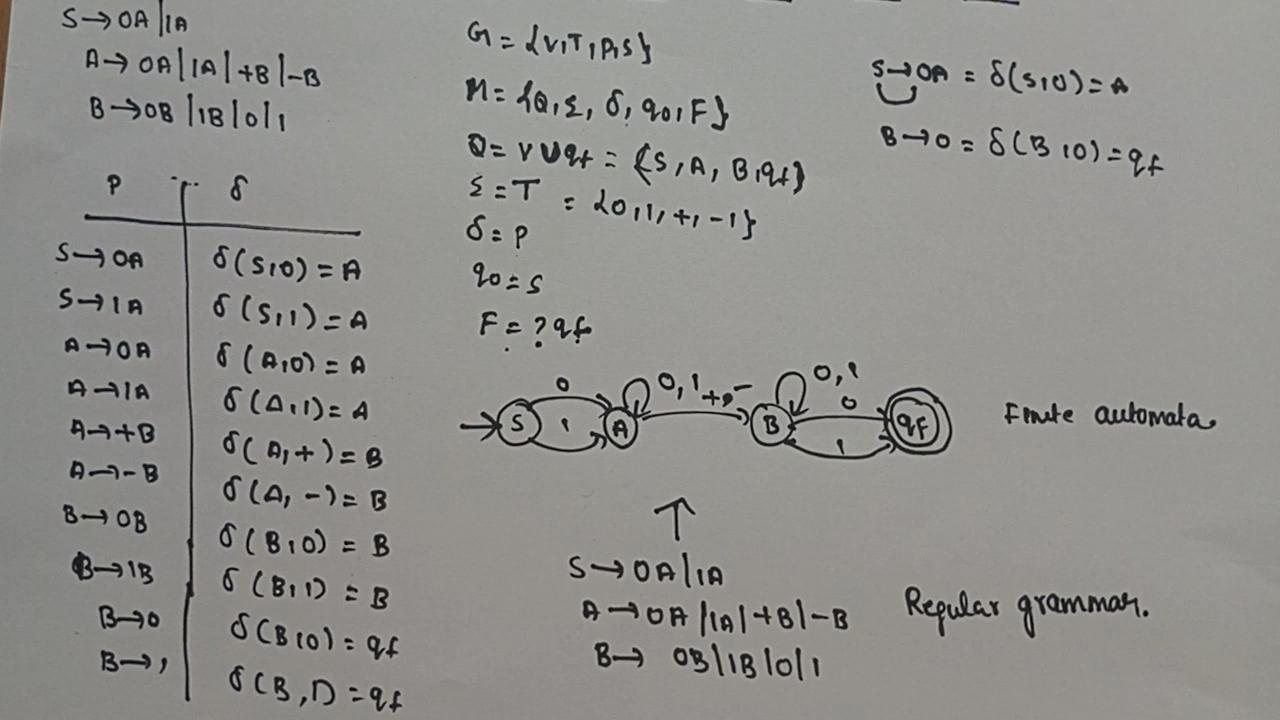 S→0A|1A
A→0A|1A|+B|-B
B→0B|1B|0|1
P δ
S→0A δ(S,0)=A
S→1A δ(S,1)=A
A→0A δ(A,0)=A
A→1A δ(A,1)=A
A→+B δ(A,+)=B
A→-B δ(A,-)=B
B→0B δ(B,0)=B
B→1B δ(B,1)=B
B→0 δ(B,0)=qf
B→1 δ(B,1)=qf
G={V,T,P,S}
M={Q,Σ,δ,q0,F}
Q=V∪qf={S,A,B,qf}
Σ=T={0,1,+,-1}
δ=P
q0=S
F=?qf
S→0A=δ(S,0)=A
B→0=δ(B,0)=qf
0 0,1 +,- 0,1 0
S 1 A B 1 qf
Finite automata
↑
S→0A|1A
A→0A|1A|+B|-B
B→0B|1B|0|1
Regular grammar.